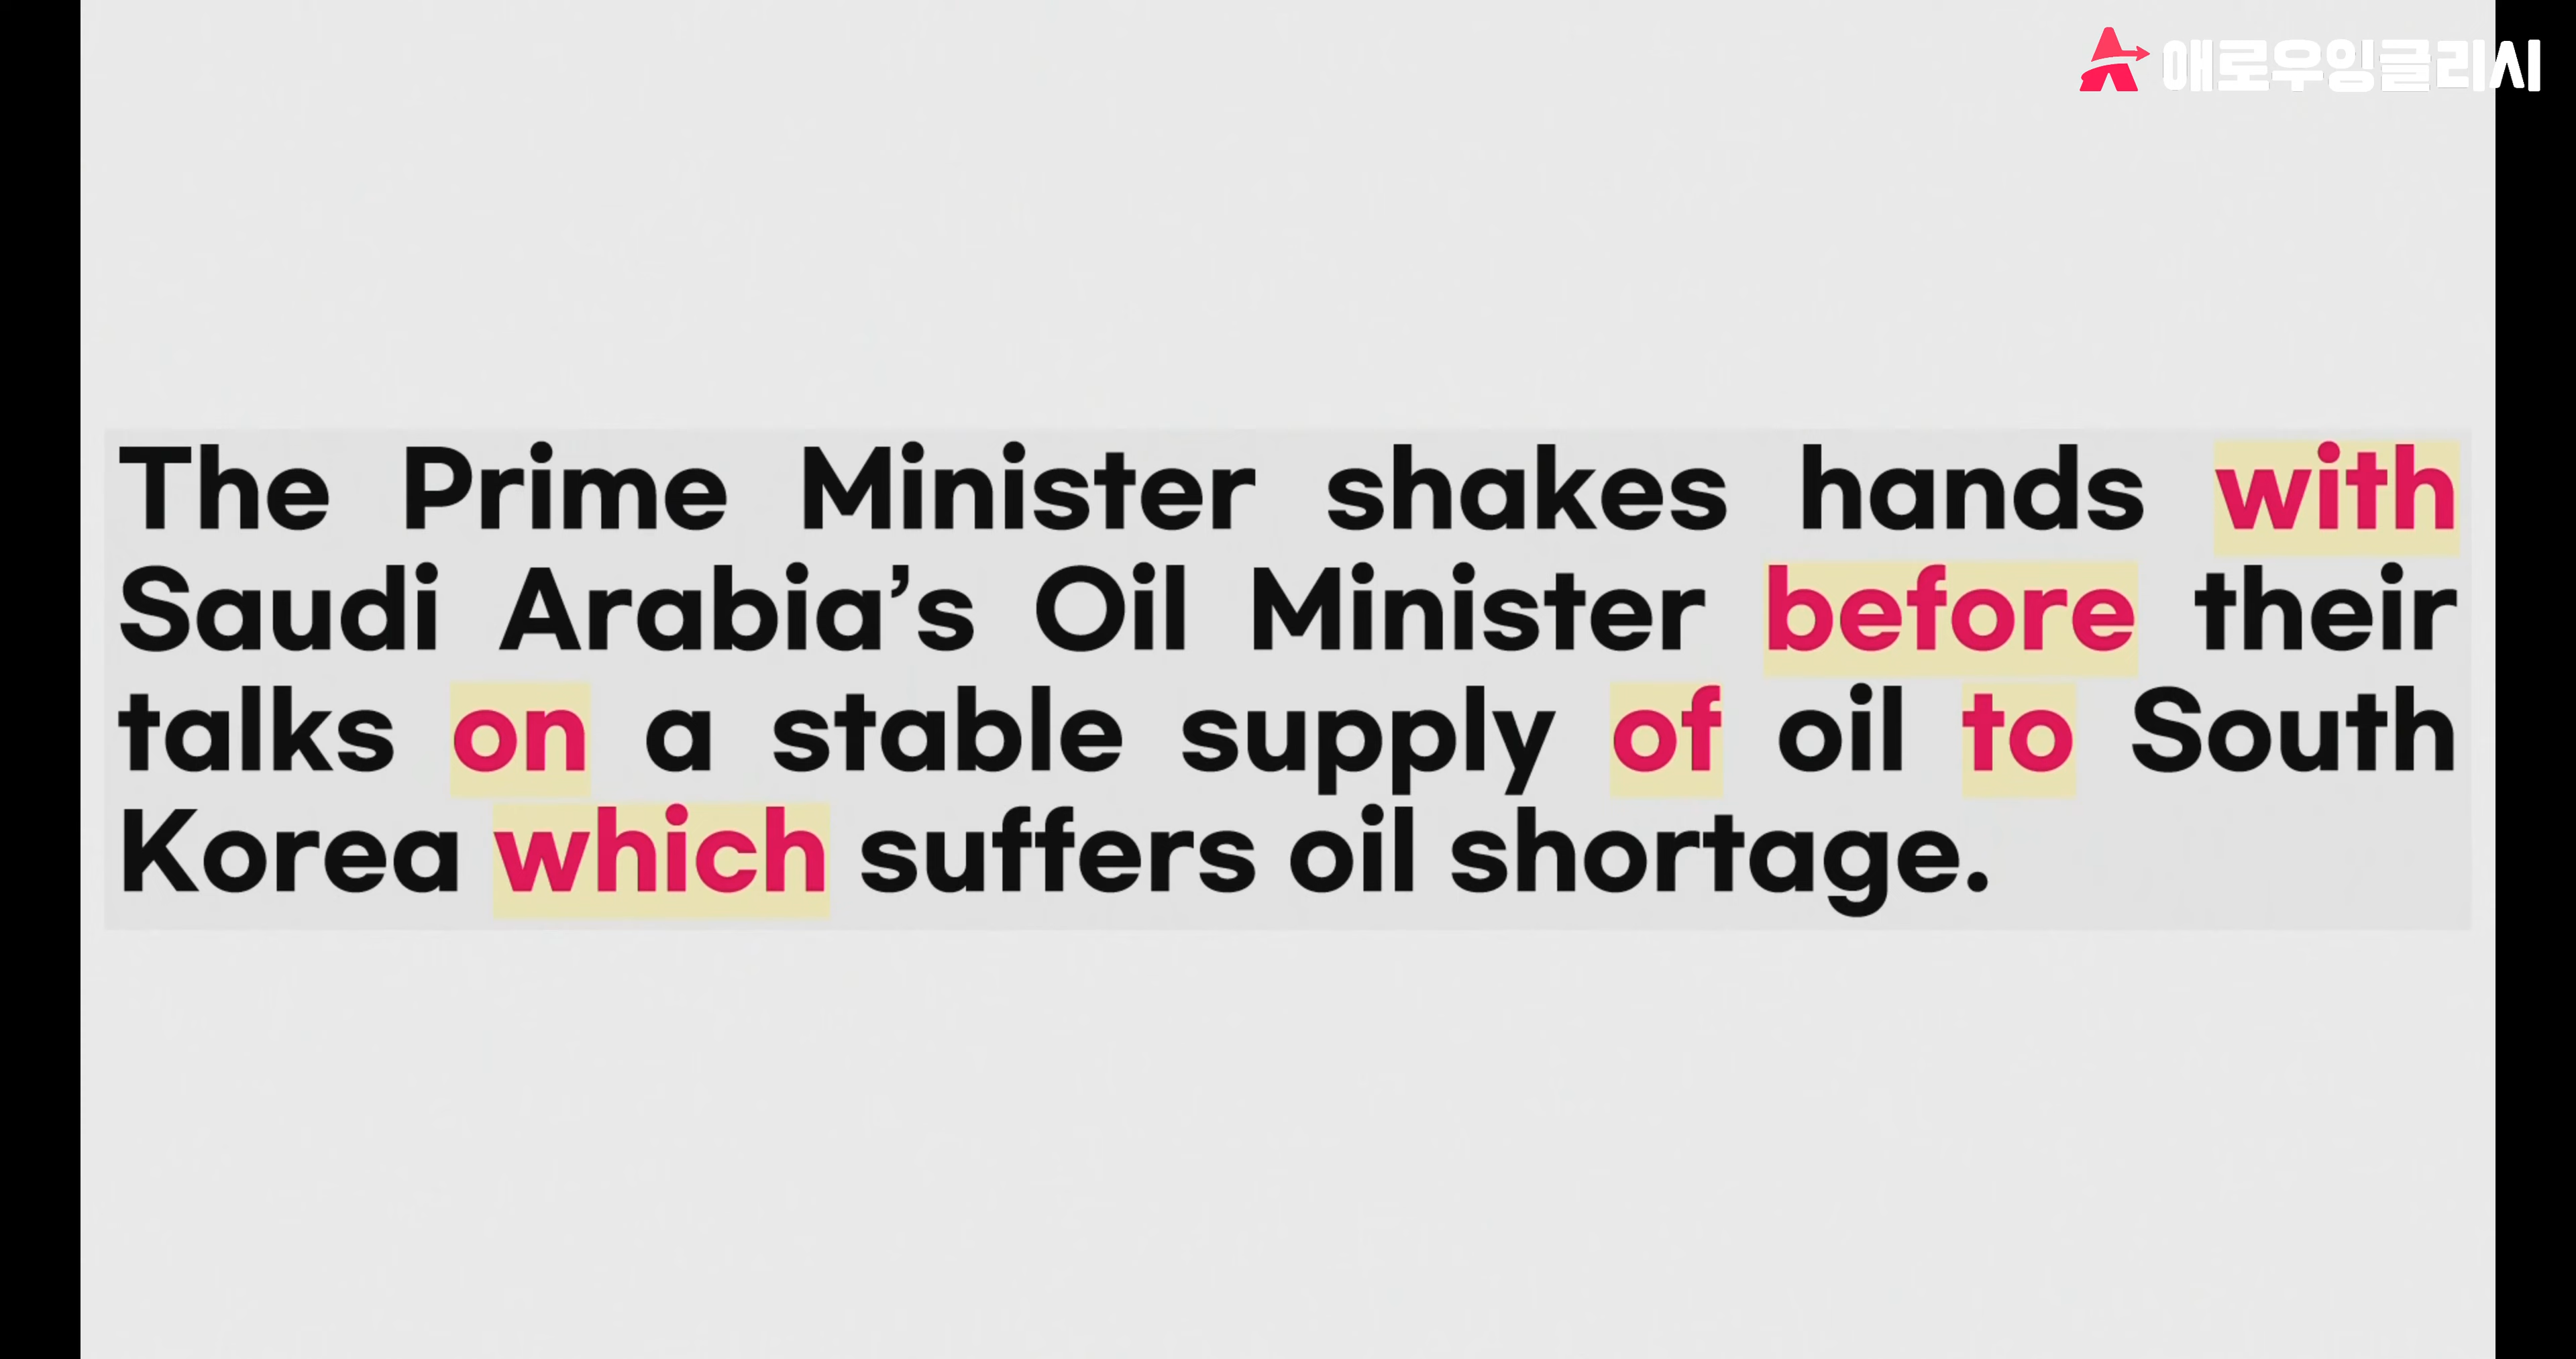 애로우잉글리시
The Prime Minister shakes hands with
Saudi Arabia’s Oil Minister before their
talks on a stable supply of oil to South
Korea which suffers oil shortage.